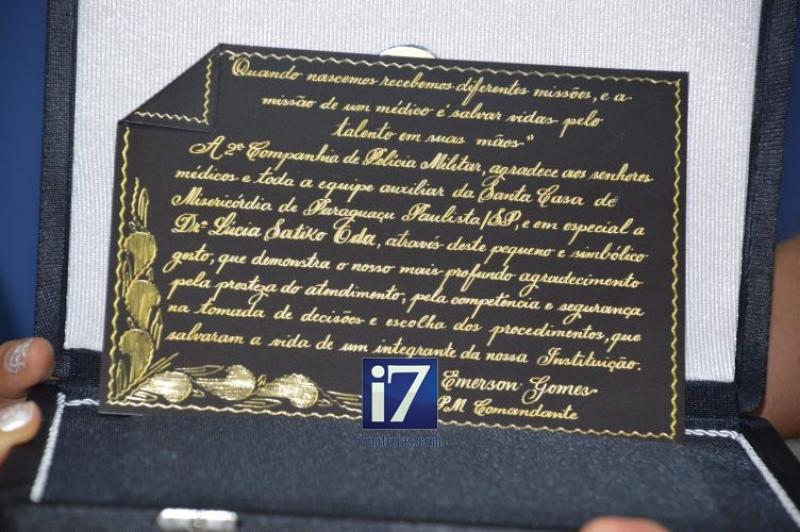 "Quando nascemos recebemos diferentes missões, e a
missão de um médico é salvar vidas pelo
talento em suas mãos"
A 2ª Companhia de Polícia Militar, agradece aos senhores
médicos e toda a equipe auxiliar da Santa Casa de
Misericórdia de Paraguaçu Paulista/SP, e em especial a
Drª Lúcia Satiko Oda, através deste pequeno e simbólico
gesto, que demonstra o nosso mais profundo agradecimento
pela presteza do atendimento, pela competência e segurança
na tomada de decisões e escolha dos procedimentos, que
salvaram a vida de um integrante da nossa Instituição.
Emerson Gomes
PM Comandante
i7
i7noticias.com